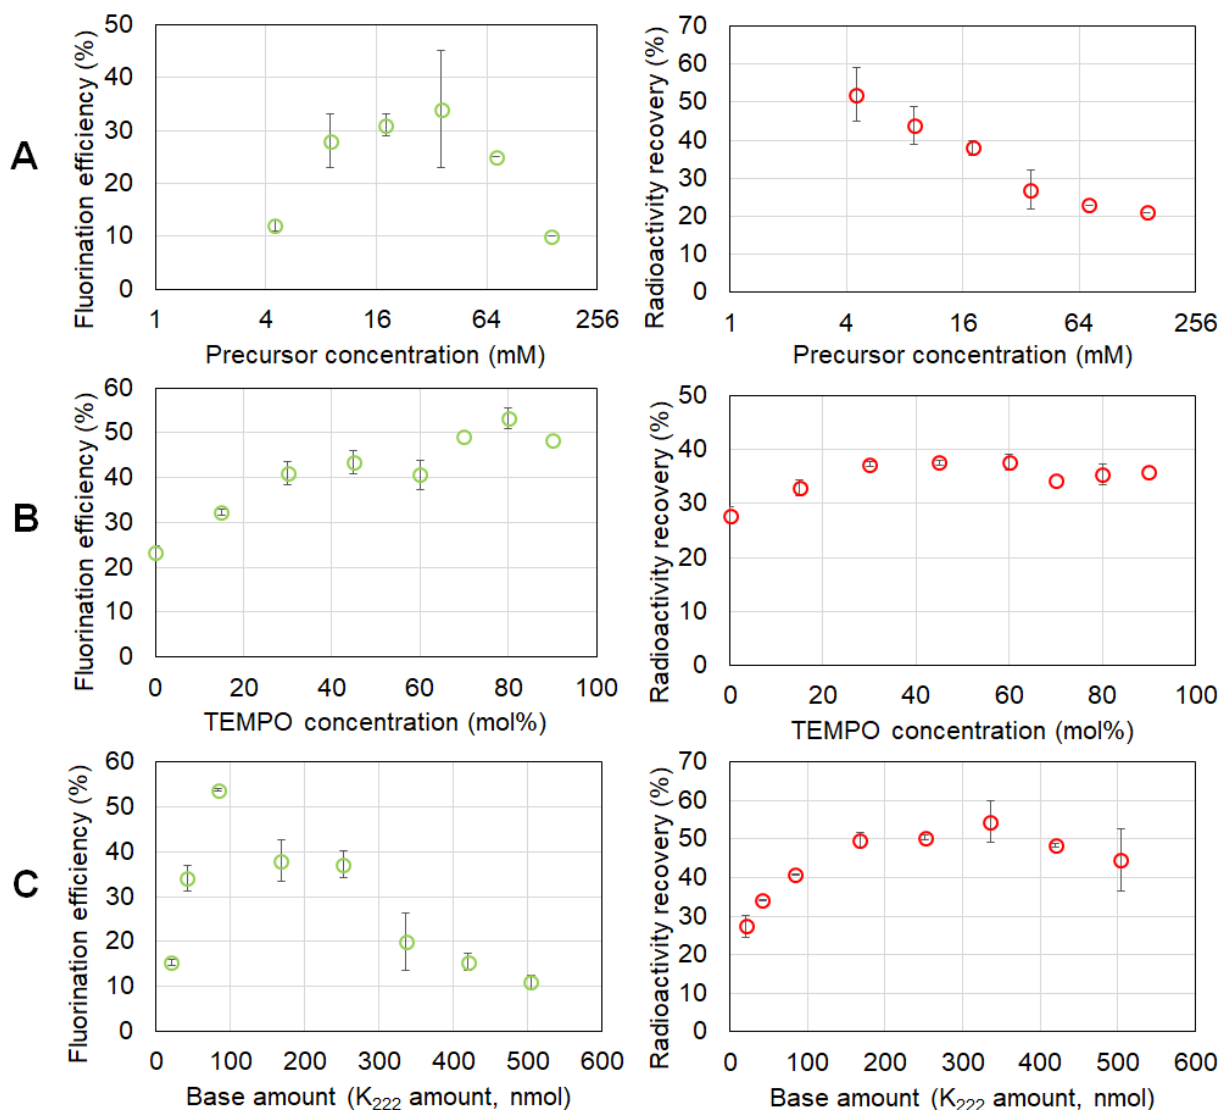 A
Fluorination efficiency (%)
50
40
30
20
10
0
1 4 16 64 256
Precursor concentration (mM)
Radioactivity recovery (%)
70
60
50
40
30
20
10
0
1 4 16 64 256
Precursor concentration (mM)
B
Fluorination efficiency (%)
60
50
40
30
20
10
0
0 20 40 60 80 100
TEMPO concentration (mol%)
Radioactivity recovery (%)
50
40
30
20
10
0
0 20 40 60 80 100
TEMPO concentration (mol%)
C
Fluorination efficiency (%)
60
50
40
30
20
10
0
0 100 200 300 400 500 600
Base amount (K₂₂₂ amount, nmol)
Radioactivity recovery (%)
70
60
50
40
30
20
10
0
0 100 200 300 400 500 600
Base amount (K₂₂₂ amount, nmol)